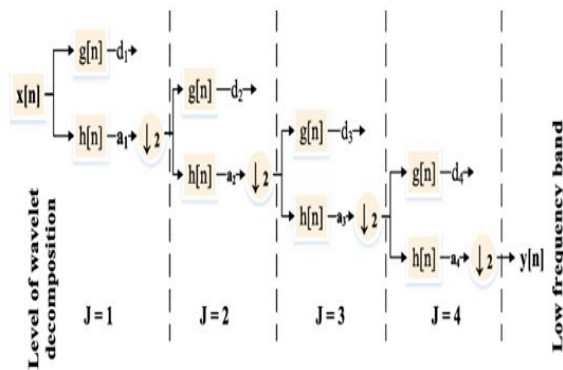 x[n]
g[n] d1
h[n] a1 ↓2
g[n] d2
h[n] a2 ↓2
g[n] d3
h[n] a3 ↓2
g[n] d4
h[n] a4 ↓2 y[n]
Level of wavelet
decomposition
J = 1
J = 2
J = 3
J = 4
Low frequency band